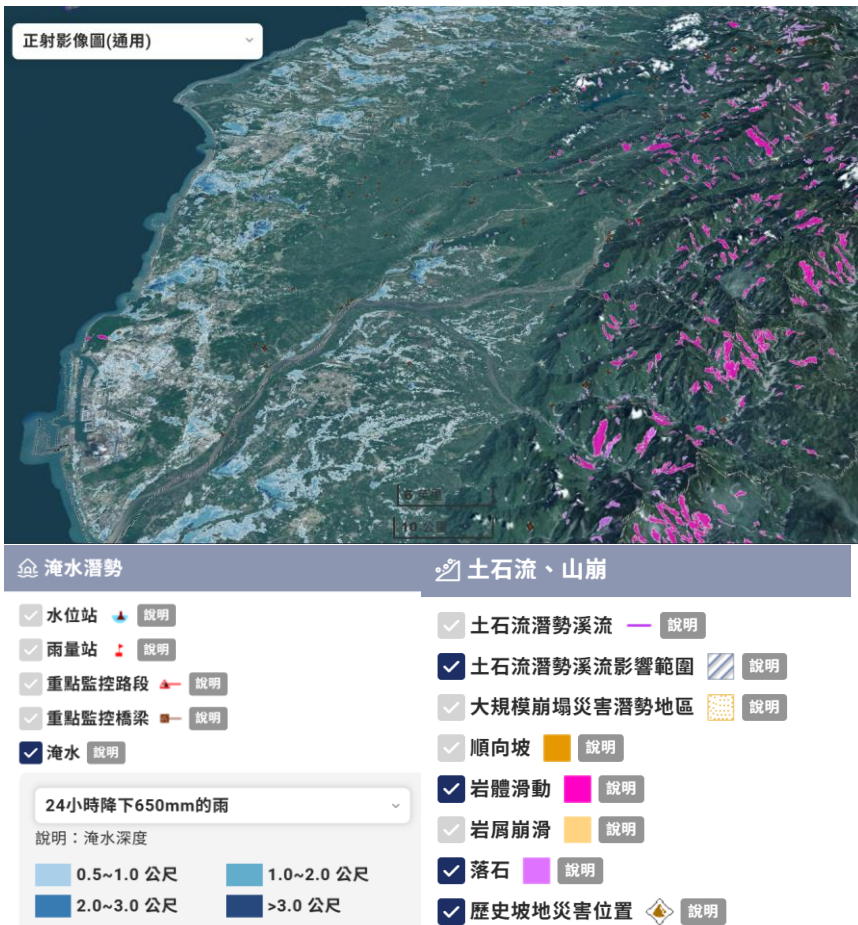 正射影像圖(通用)
6 英哩
10 公里
淹水潛勢
水位站 說明
雨量站 說明
重點監控路段 說明
重點監控橋梁 說明
淹水 說明
24小時降下650mm的雨
說明：淹水深度
0.5~1.0 公尺 1.0~2.0 公尺
2.0~3.0 公尺 >3.0 公尺
土石流、山崩
土石流潛勢溪流 說明
土石流潛勢溪流影響範圍 說明
大規模崩塌災害潛勢地區 說明
順向坡 說明
岩體滑動 說明
岩屑崩滑 說明
落石 說明
歷史坡地災害位置 說明